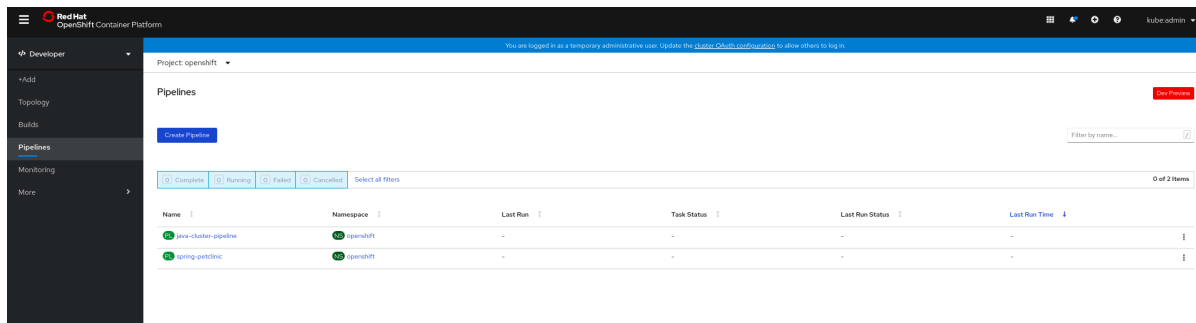 Red Hat
OpenShift Container Platform
kube:admin
Developer
You are logged in as a temporary administrative user. Update the cluster OAuth configuration to allow others to log in.
Project: openshift
+Add
Pipelines
Dev Preview
Topology
Builds
Create Pipeline
Filter by name...
/
Pipelines
Monitoring
0 Complete 0 Running 0 Failed 0 Cancelled Select all filters
0 of 2 Items
More
Name Namespace Last Run Task Status Last Run Status Last Run Time
PL java-cluster-pipeline NS openshift - - - -
PL spring-petclinic NS openshift - - - -